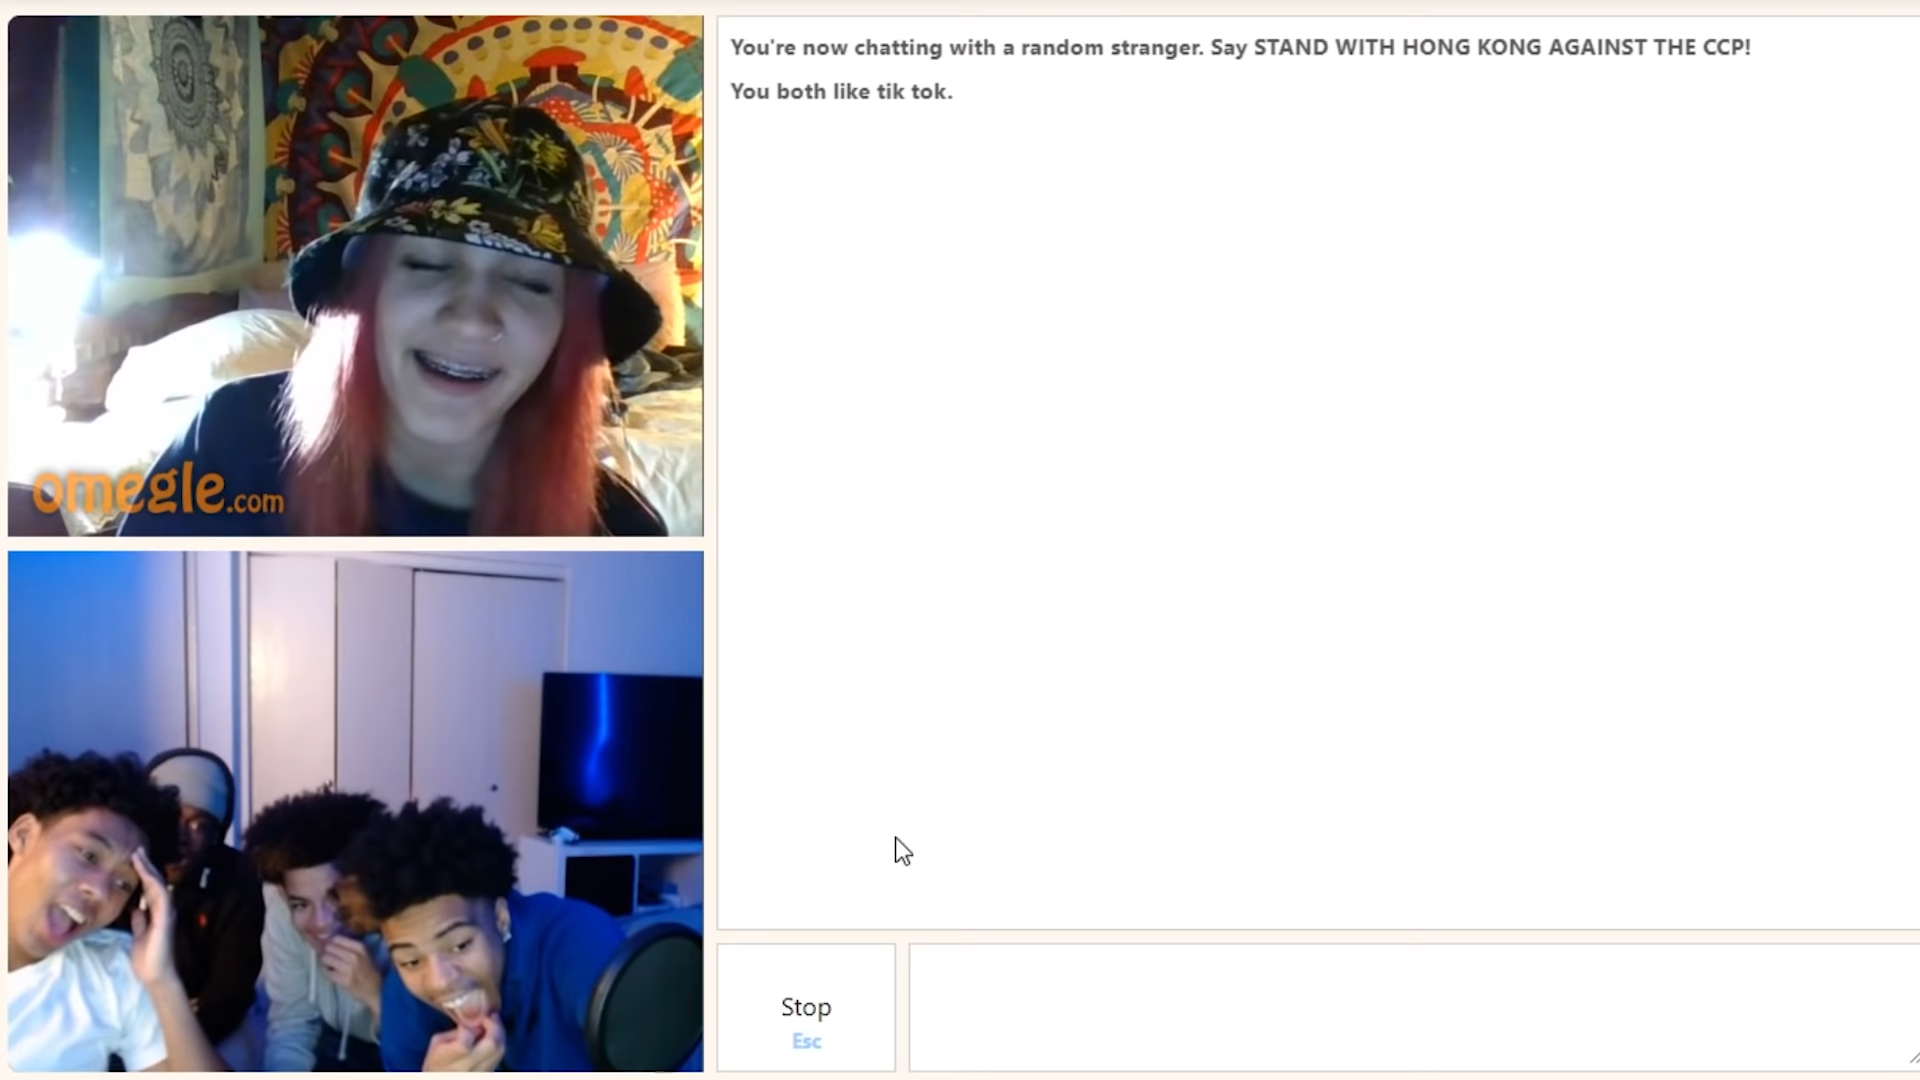 You're now chatting with a random stranger. Say STAND WITH HONG KONG AGAINST THE CCP!
You both like tik tok.
omegle.com
Stop
Esc